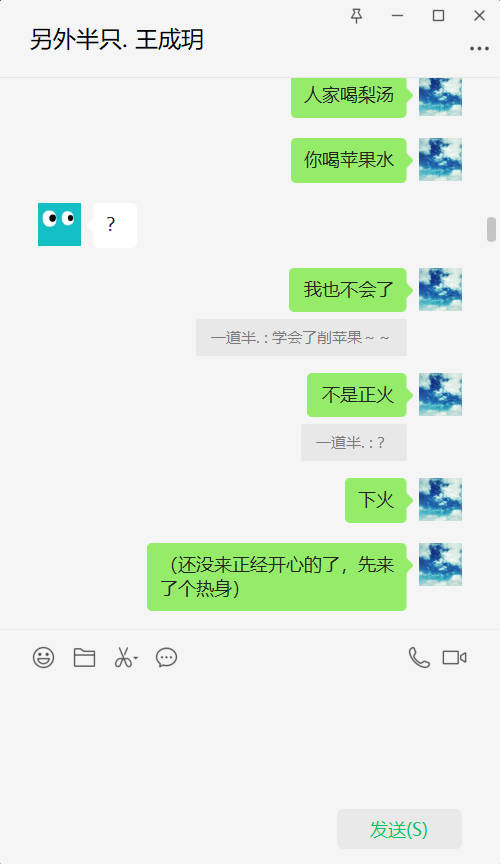 另外半只. 王成玥
人家喝梨汤
你喝苹果水
?
我也不会了
一道半. : 学会了削苹果～～
不是正火
一道半. : ?
下火
（还没来正经开心的了，先来
了个热身）
发送(S)